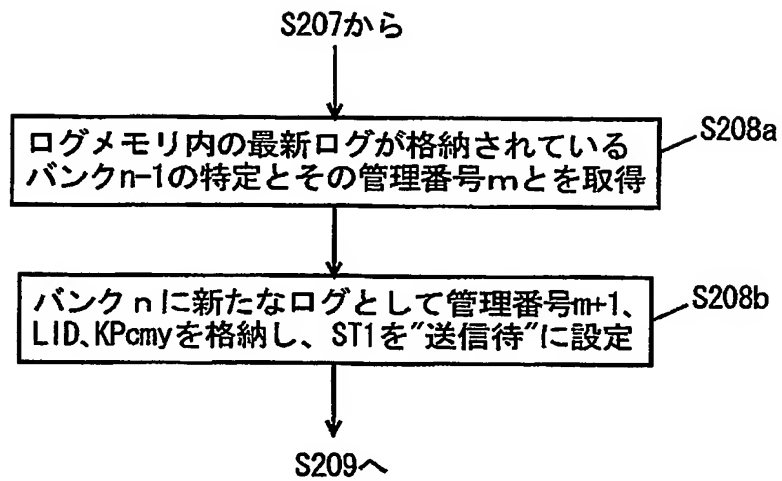 S207から
ログメモリ内の最新ログが格納されている
バンクn-1の特定とその管理番号mとを取得
S208a
バンクnに新たなログとして管理番号m+1、
LID、KPcmyを格納し、ST1を"送信待"に設定
S208b
S209へ